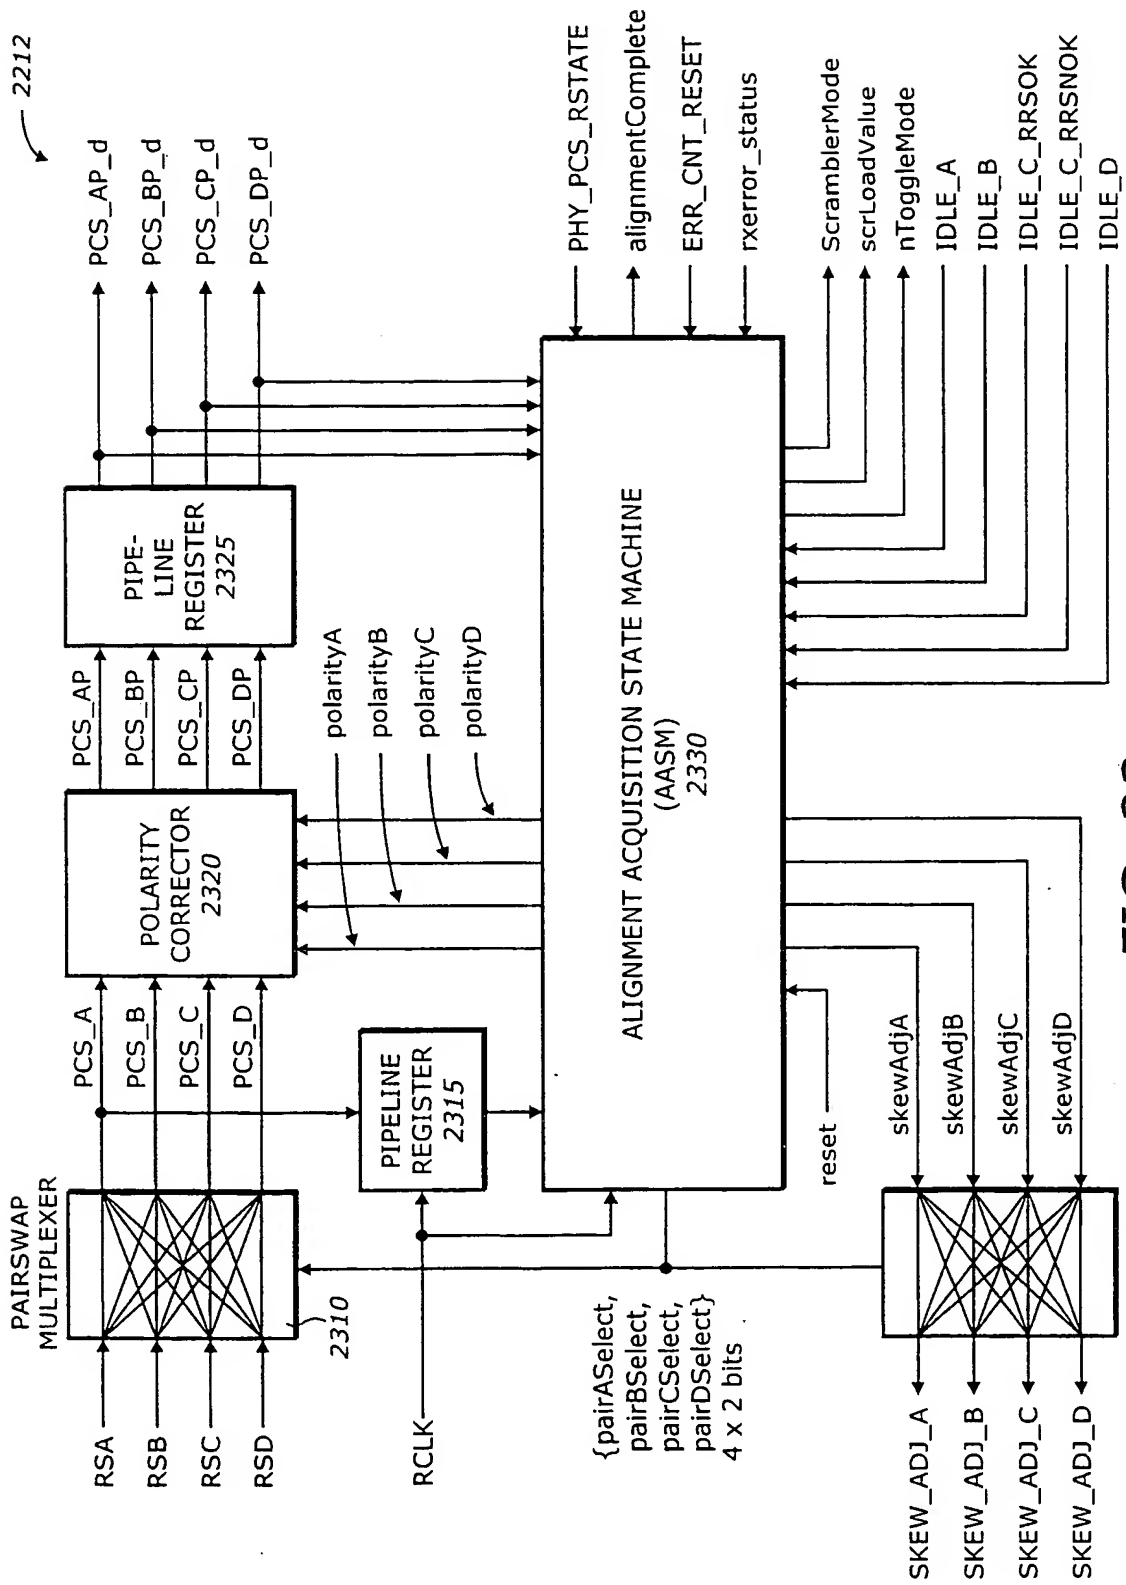 2212
PAIRSWAP
MULTIPLEXER
2310
RSA
RSB
RSC
RSD
PCS_A
PCS_B
PCS_C
PCS_D
POLARITY
CORRECTOR
2320
PCS_AP
PCS_BP
PCS_CP
PCS_DP
PIPE-
LINE
REGISTER
2325
PCS_AP_d
PCS_BP_d
PCS_CP_d
PCS_DP_d
polarityA
polarityB
polarityC
polarityD
PIPELINE
REGISTER
2315
RCLK
{pairASelect,
pairBSelect,
pairCSelect,
pairDSelect}
4 x 2 bits
ALIGNMENT ACQUISITION STATE MACHINE
(AASM)
2330
PHY_PCS_RSTATE
alignmentComplete
ERR_CNT_RESET
rxerror_status
ScramblerMode
scrLoadValue
nToggleMode
IDLE_A
IDLE_B
IDLE_C_RRSOK
IDLE_C_RRSNOK
IDLE_D
reset
skewAdjA
skewAdjB
skewAdjC
skewAdjD
SKEW_ADJ_A
SKEW_ADJ_B
SKEW_ADJ_C
SKEW_ADJ_D